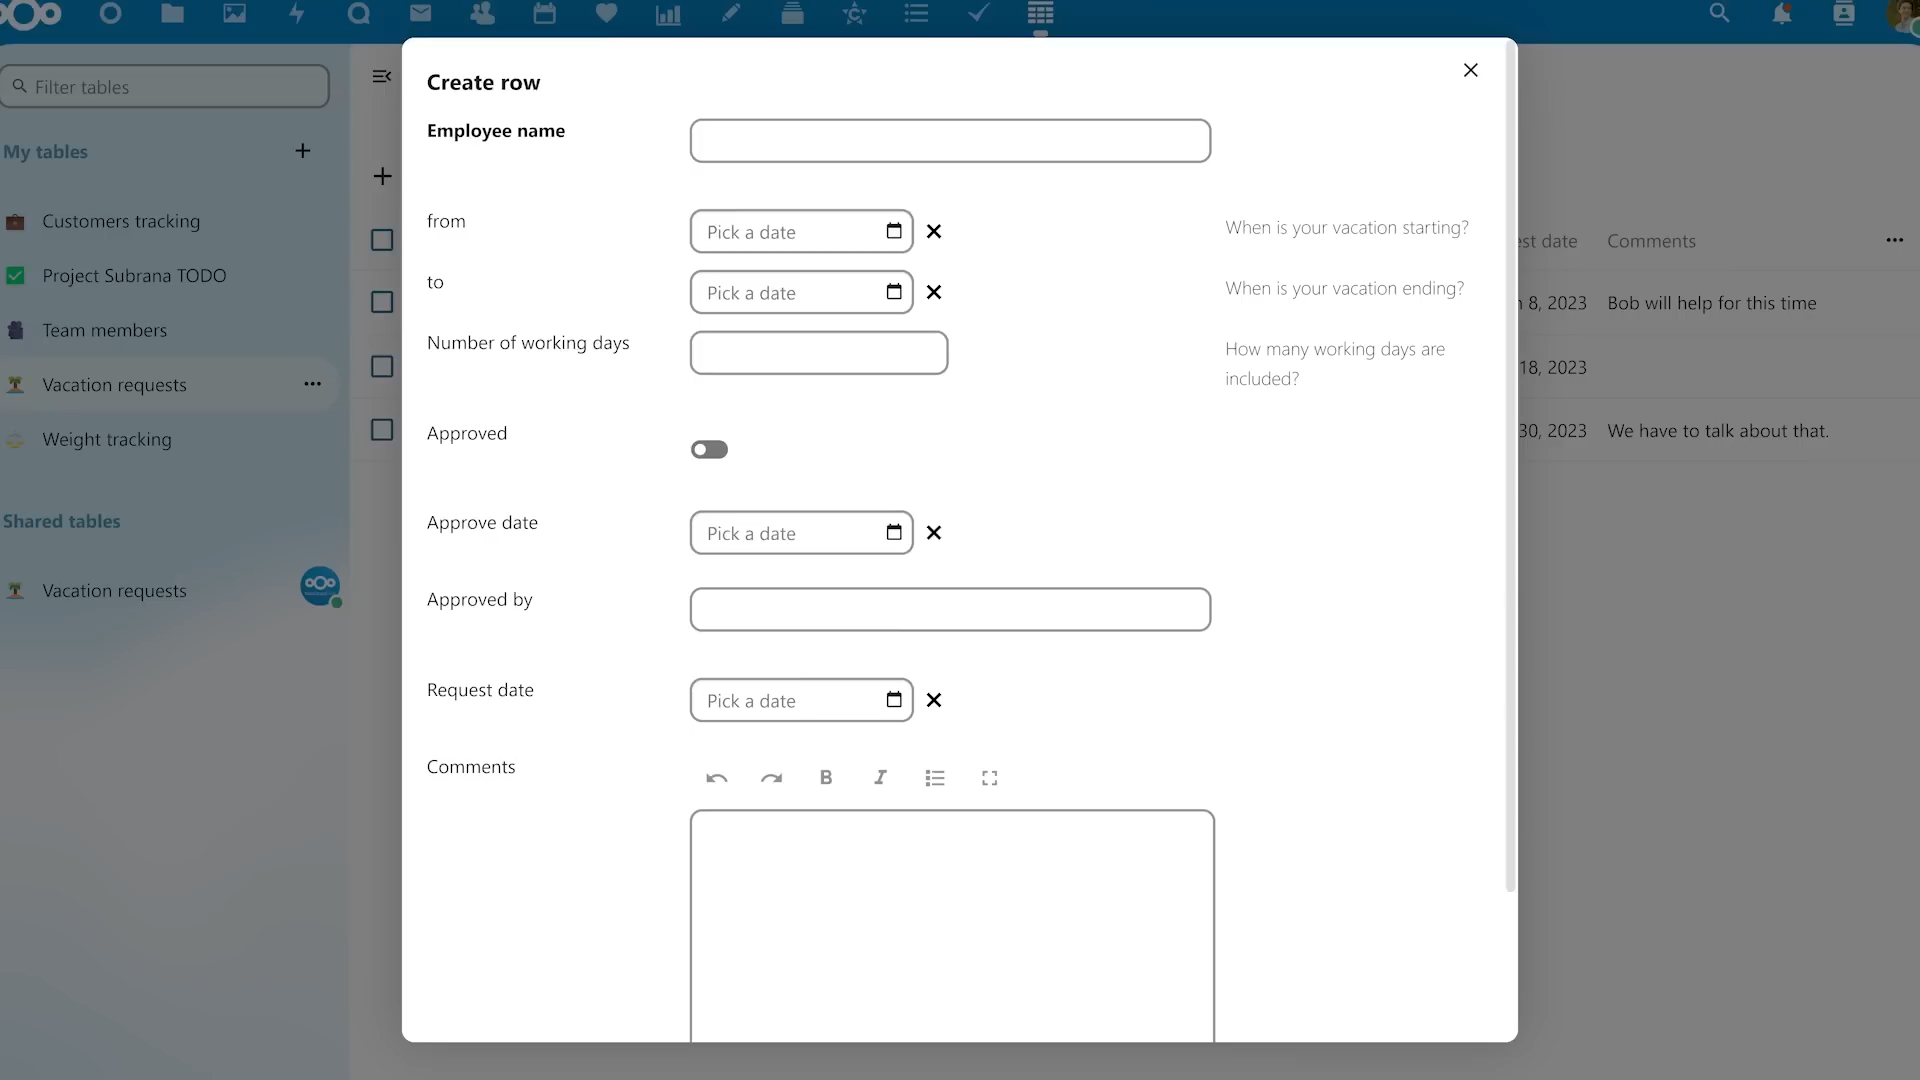 Filter tables
My tables
Customers tracking
Project Subrana TODO
Team members
Vacation requests
Weight tracking
Shared tables
Vacation requests
Create row
Employee name
from
Pick a date
When is your vacation starting?
to
Pick a date
When is your vacation ending?
Number of working days
How many working days are
included?
Approved
Approve date
Pick a date
Approved by
Request date
Pick a date
Comments
B I
date Comments
8, 2023 Bob will help for this time
18, 2023
30, 2023 We have to talk about that.